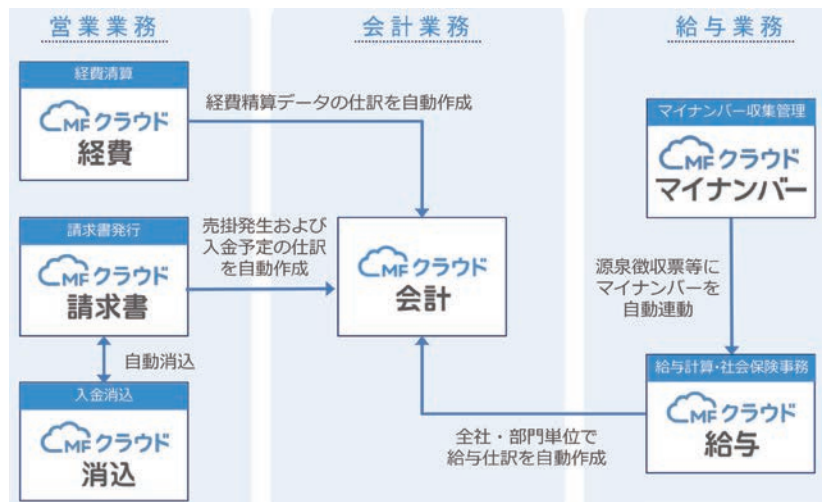 営業業務
会計業務
給与業務
経費清算
MFクラウド
経費
経費精算データの仕訳を自動作成
マイナンバー収集管理
MFクラウド
マイナンバー
請求書発行
MFクラウド
請求書
売掛発生および
入金予定の仕訳
を自動作成
MFクラウド
会計
源泉徴収票等に
マイナンバーを
自動連動
自動消込
入金消込
MFクラウド
消込
全社・部門単位で
給与仕訳を自動作成
給与計算・社会保険事務
MFクラウド
給与